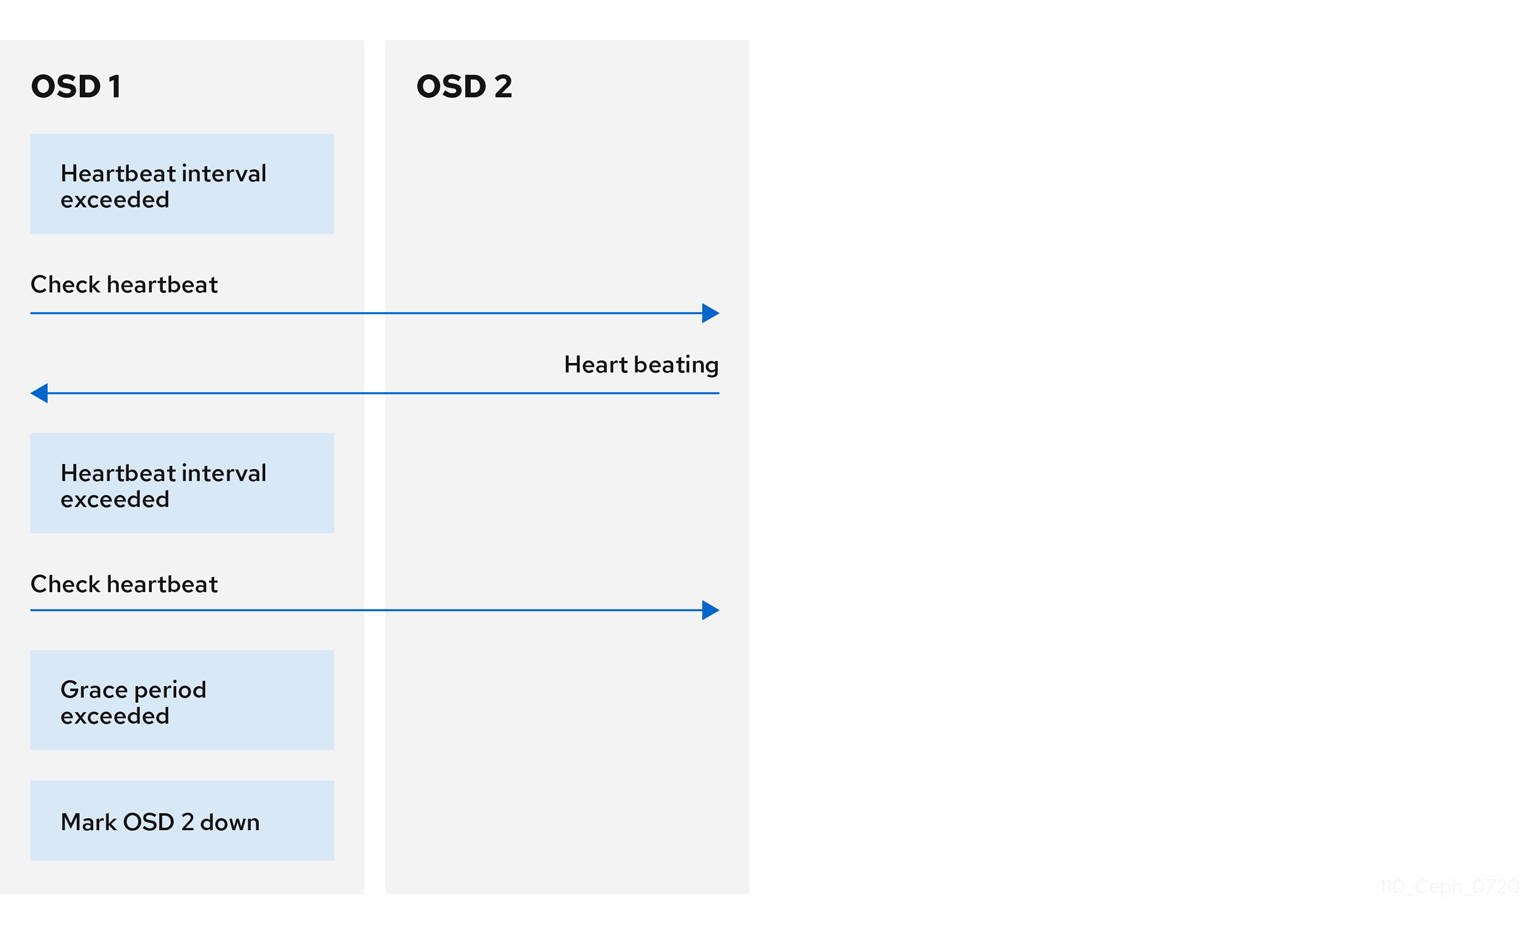 OSD 1
OSD 2
Heartbeat interval
exceeded
Check heartbeat
Heart beating
Heartbeat interval
exceeded
Check heartbeat
Grace period
exceeded
Mark OSD 2 down
110_Ceph_0720